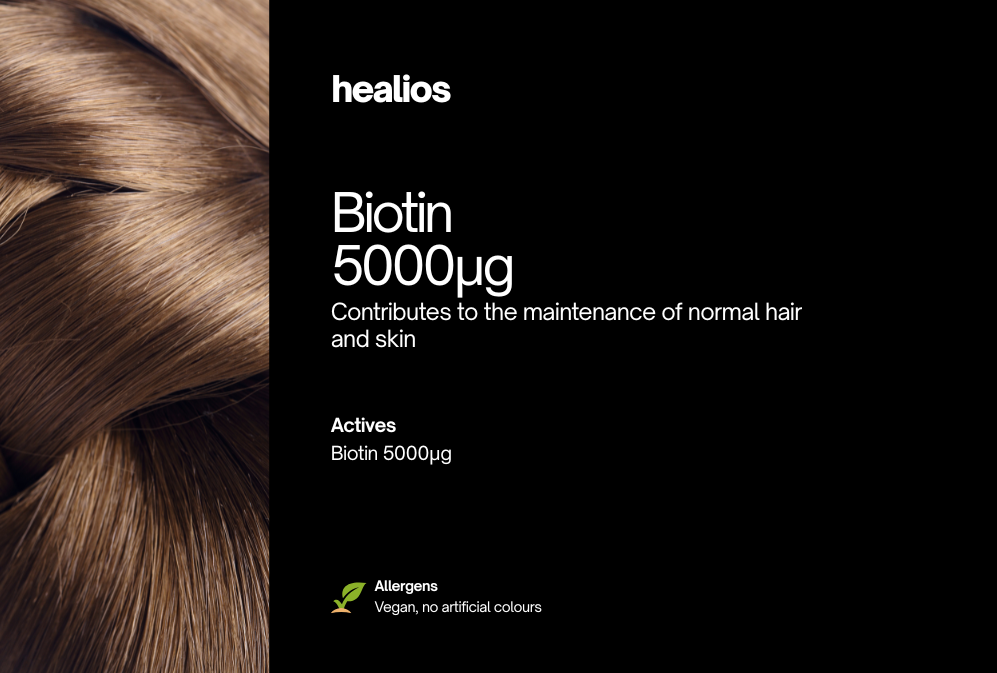 healios
Biotin
5000µg
Contributes to the maintenance of normal hair
and skin
Actives
Biotin 5000µg
Allergens
Vegan, no artificial colours